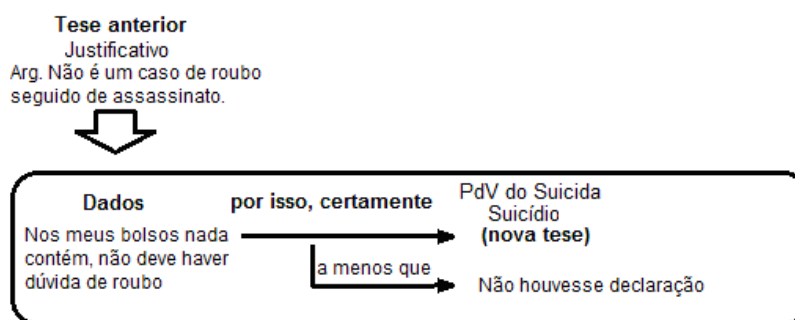 Tese anterior
Justificativo
Arg. Não é um caso de roubo
seguido de assassinato.
Dados
Nos meus bolsos nada
contém, não deve haver
dúvida de roubo
por isso, certamente
a menos que
PdV do Suicida
Suicídio
(nova tese)
Não houvesse declaração